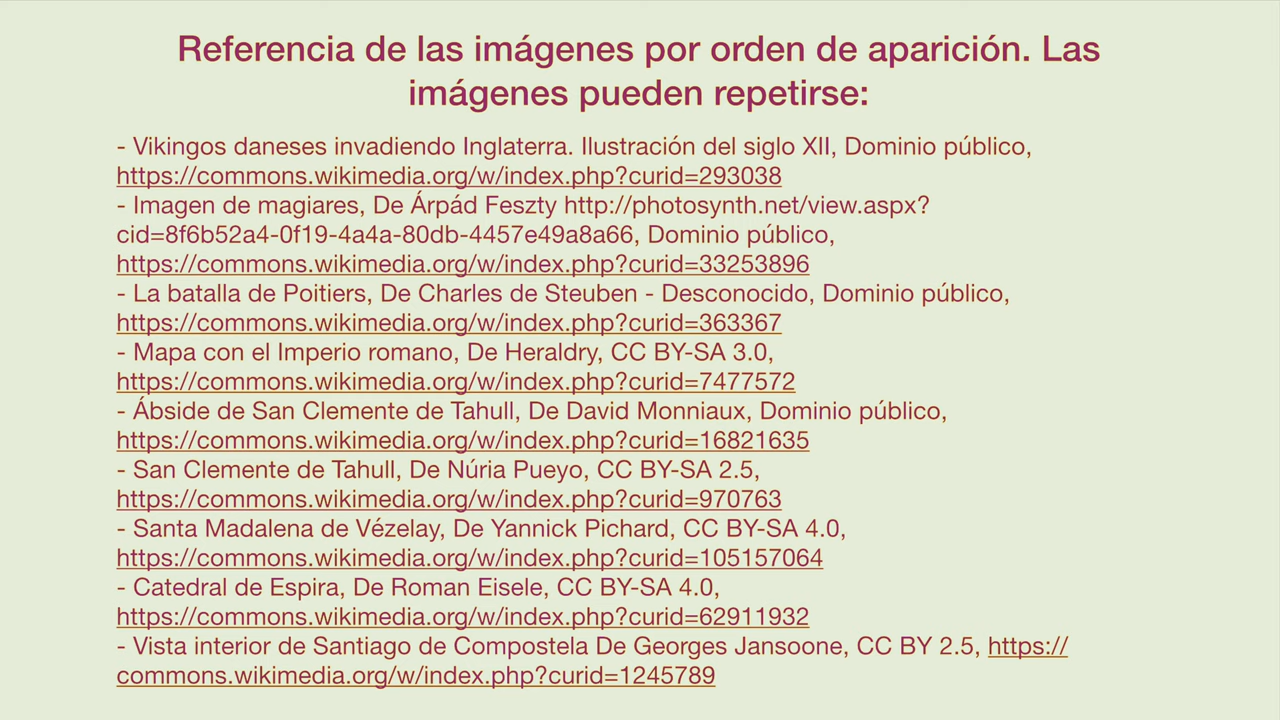 Referencia de las imágenes por orden de aparición. Las
imágenes pueden repetirse:
- Vikingos daneses invadiendo Inglaterra. Ilustración del siglo XII, Dominio público,
https://commons.wikimedia.org/w/index.php?curid=293038
- Imagen de magiares, De Árpád Feszty http://photosynth.net/view.aspx?
cid=8f6b52a4-0f19-4a4a-80db-4457e49a8a66, Dominio público,
https://commons.wikimedia.org/w/index.php?curid=33253896
- La batalla de Poitiers, De Charles de Steuben - Desconocido, Dominio público,
https://commons.wikimedia.org/w/index.php?curid=363367
- Mapa con el Imperio romano, De Heraldry, CC BY-SA 3.0,
https://commons.wikimedia.org/w/index.php?curid=7477572
- Ábside de San Clemente de Tahull, De David Monniaux, Dominio público,
https://commons.wikimedia.org/w/index.php?curid=16821635
- San Clemente de Tahull, De Núria Pueyo, CC BY-SA 2.5,
https://commons.wikimedia.org/w/index.php?curid=970763
- Santa Madalena de Vézelay, De Yannick Pichard, CC BY-SA 4.0,
https://commons.wikimedia.org/w/index.php?curid=105157064
- Catedral de Espira, De Roman Eisele, CC BY-SA 4.0,
https://commons.wikimedia.org/w/index.php?curid=62911932
- Vista interior de Santiago de Compostela De Georges Jansoone, CC BY 2.5, https://
commons.wikimedia.org/w/index.php?curid=1245789